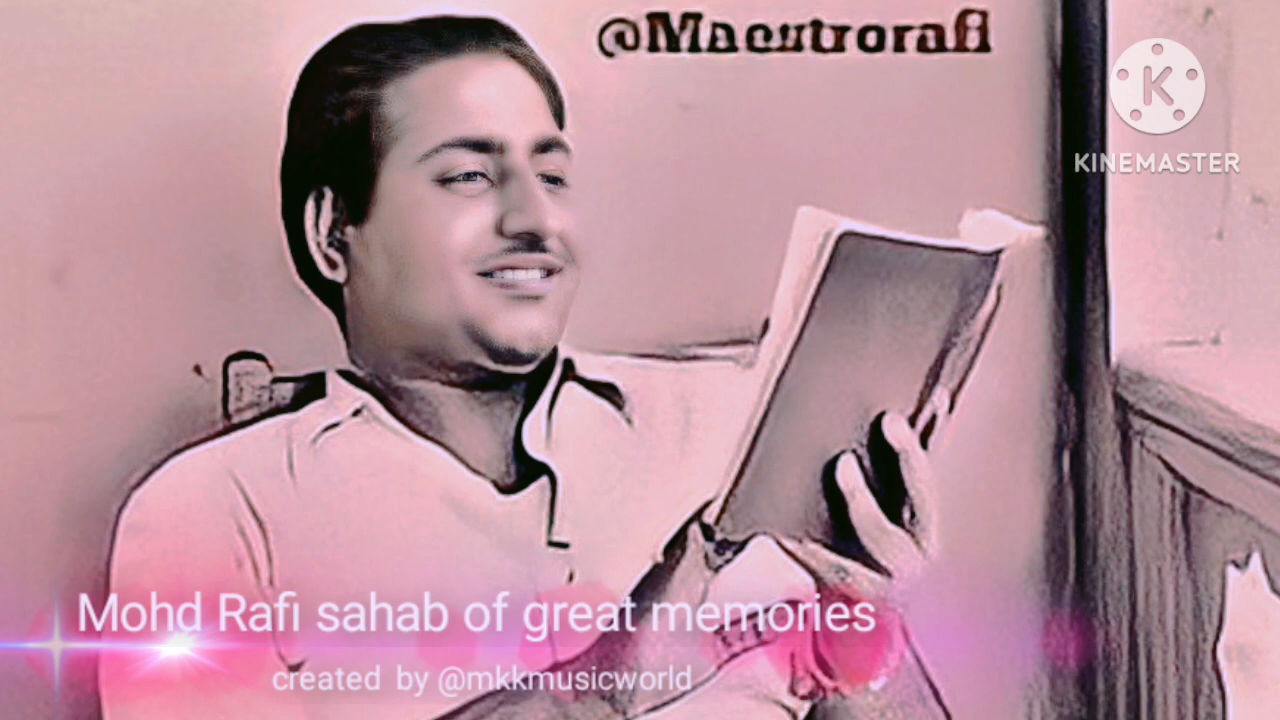 @Maestrorafi
K
KINEMASTER
Mohd Rafi sahab of great memories
created by @mkkmusicworld